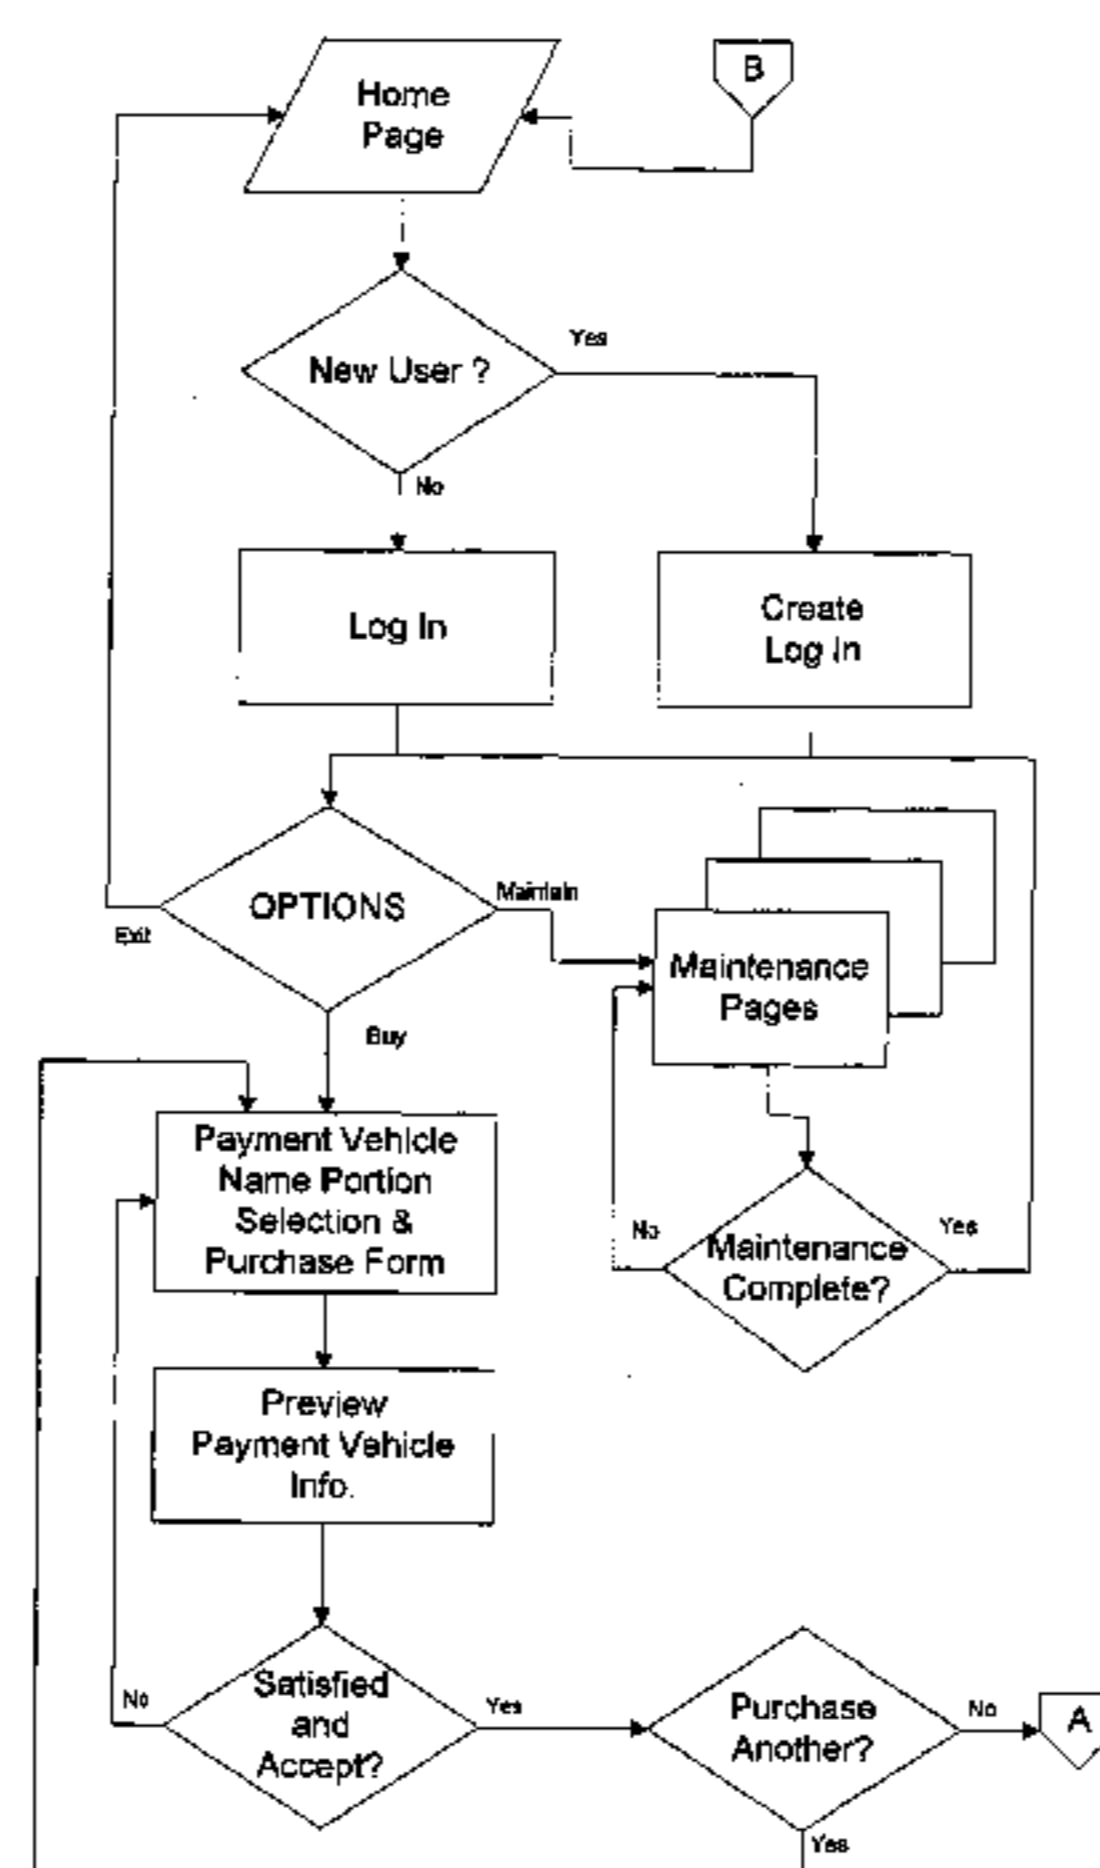 Home
Page
B
New User ?
Yes
No
Log In
Create
Log In
OPTIONS
Maintain
Exit
Buy
Maintenance
Pages
Payment Vehicle
Name Portion
Selection &
Purchase Form
No
Maintenance
Complete?
Yes
Preview
Payment Vehicle
Info.
Satisfied
and
Accept?
No
Yes
Purchase
Another?
No
A
Yes